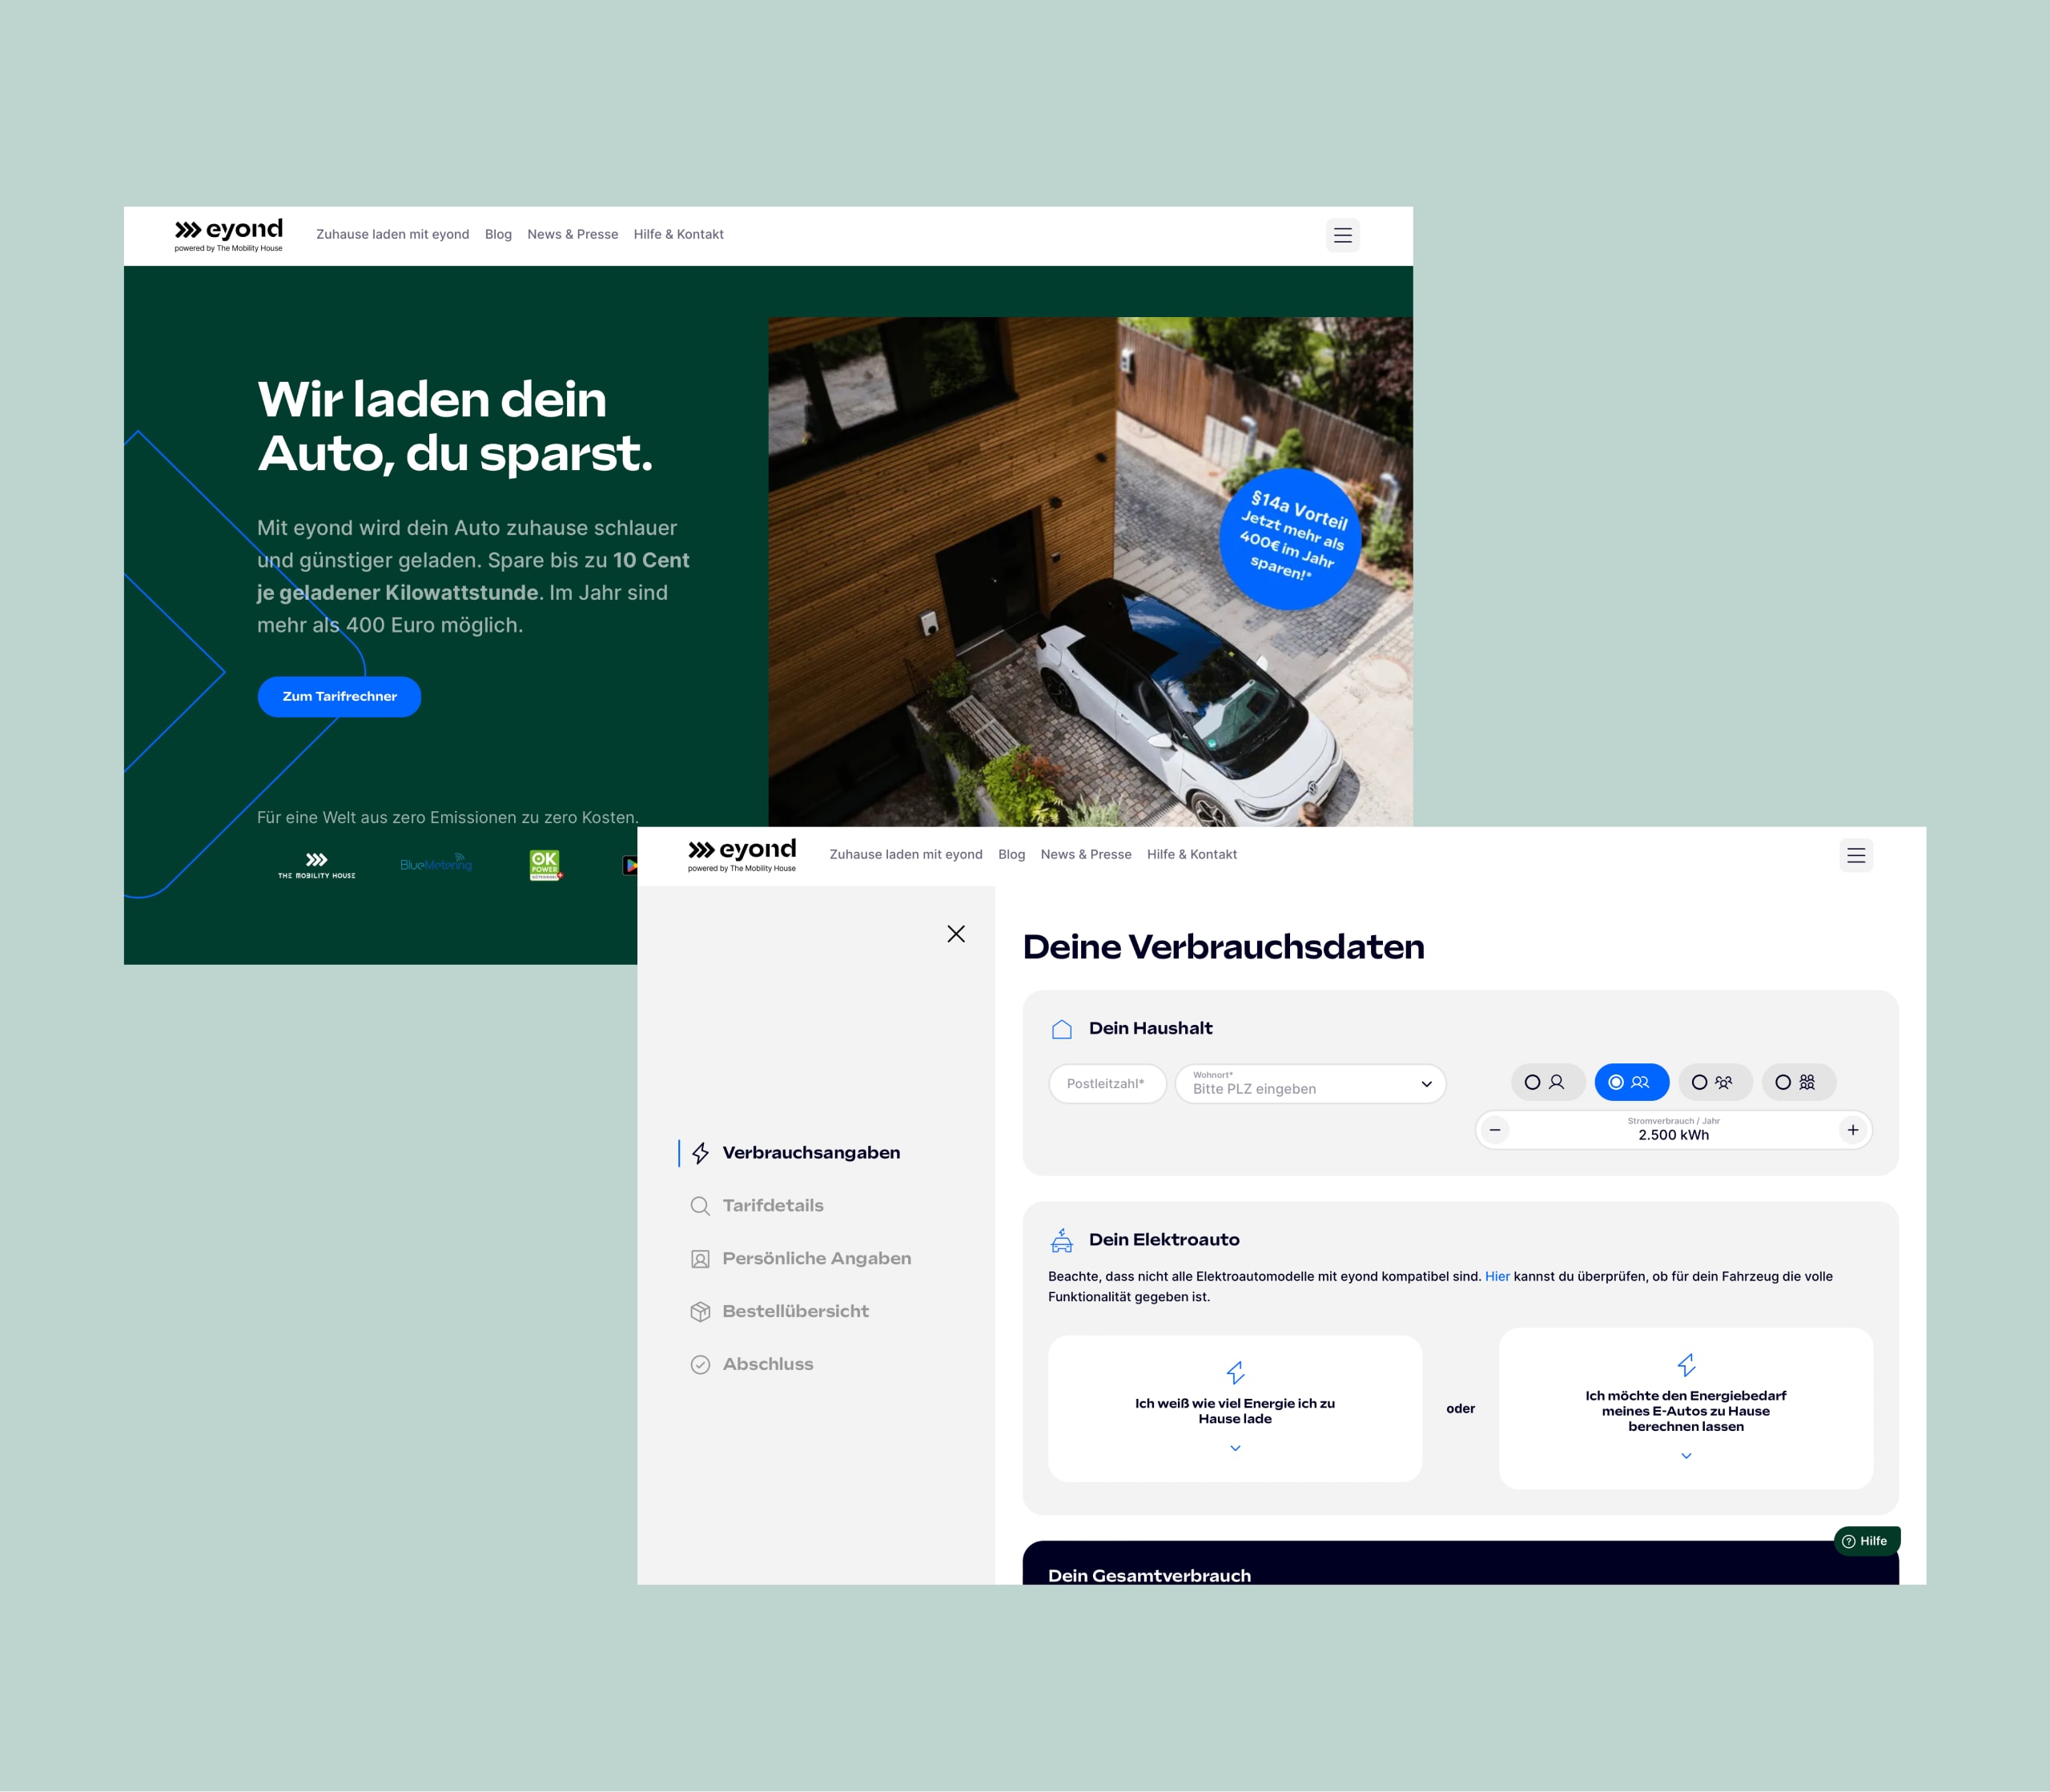 eyond
powered by The Mobility House
Zuhause laden mit eyond Blog News & Presse Hilfe & Kontakt
Wir laden dein
Auto, du sparst.
Mit eyond wird dein Auto zuhause schlauer
und günstiger geladen. Spare bis zu 10 Cent
je geladener Kilowattstunde. Im Jahr sind
mehr als 400 Euro möglich.
Zum Tarifrechner
§14a Vorteil
Jetzt mehr als
400€ im Jahr
sparen!*
Für eine Welt aus zero Emissionen zu zero Kosten.
THE MOBILITY HOUSE
BlueMetering
OK
POWER
eyond
powered by The Mobility House
Zuhause laden mit eyond Blog News & Presse Hilfe & Kontakt
Verbrauchsangaben
Tarifdetails
Persönliche Angaben
Bestellübersicht
Abschluss
Deine Verbrauchsdaten
Dein Haushalt
Postleitzahl*
Wohnort*
Bitte PLZ eingeben
Stromverbrauch / Jahr
2.500 kWh
Dein Elektroauto
Beachte, dass nicht alle Elektroautomodelle mit eyond kompatibel sind. Hier kannst du überprüfen, ob für dein Fahrzeug die volle
Funktionalität gegeben ist.
Ich weiß wie viel Energie ich zu
Hause lade
oder
Ich möchte den Energiebedarf
meines E-Autos zu Hause
berechnen lassen
Hilfe
Dein Gesamtverbrauch